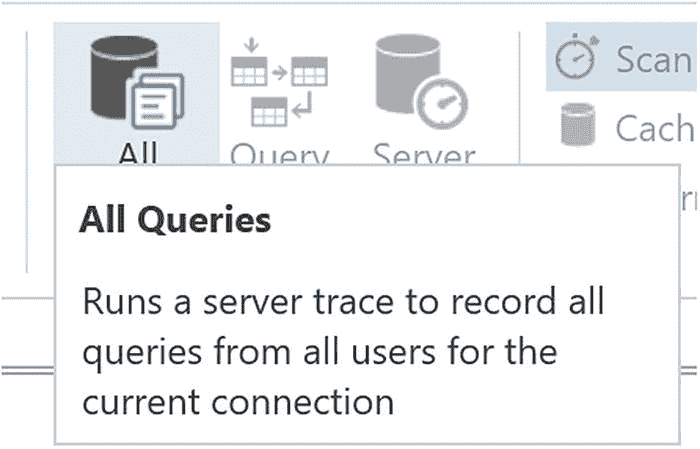 Scan
Cach
All Query Server
All Queries
Runs a server trace to record all
queries from all users for the
current connection